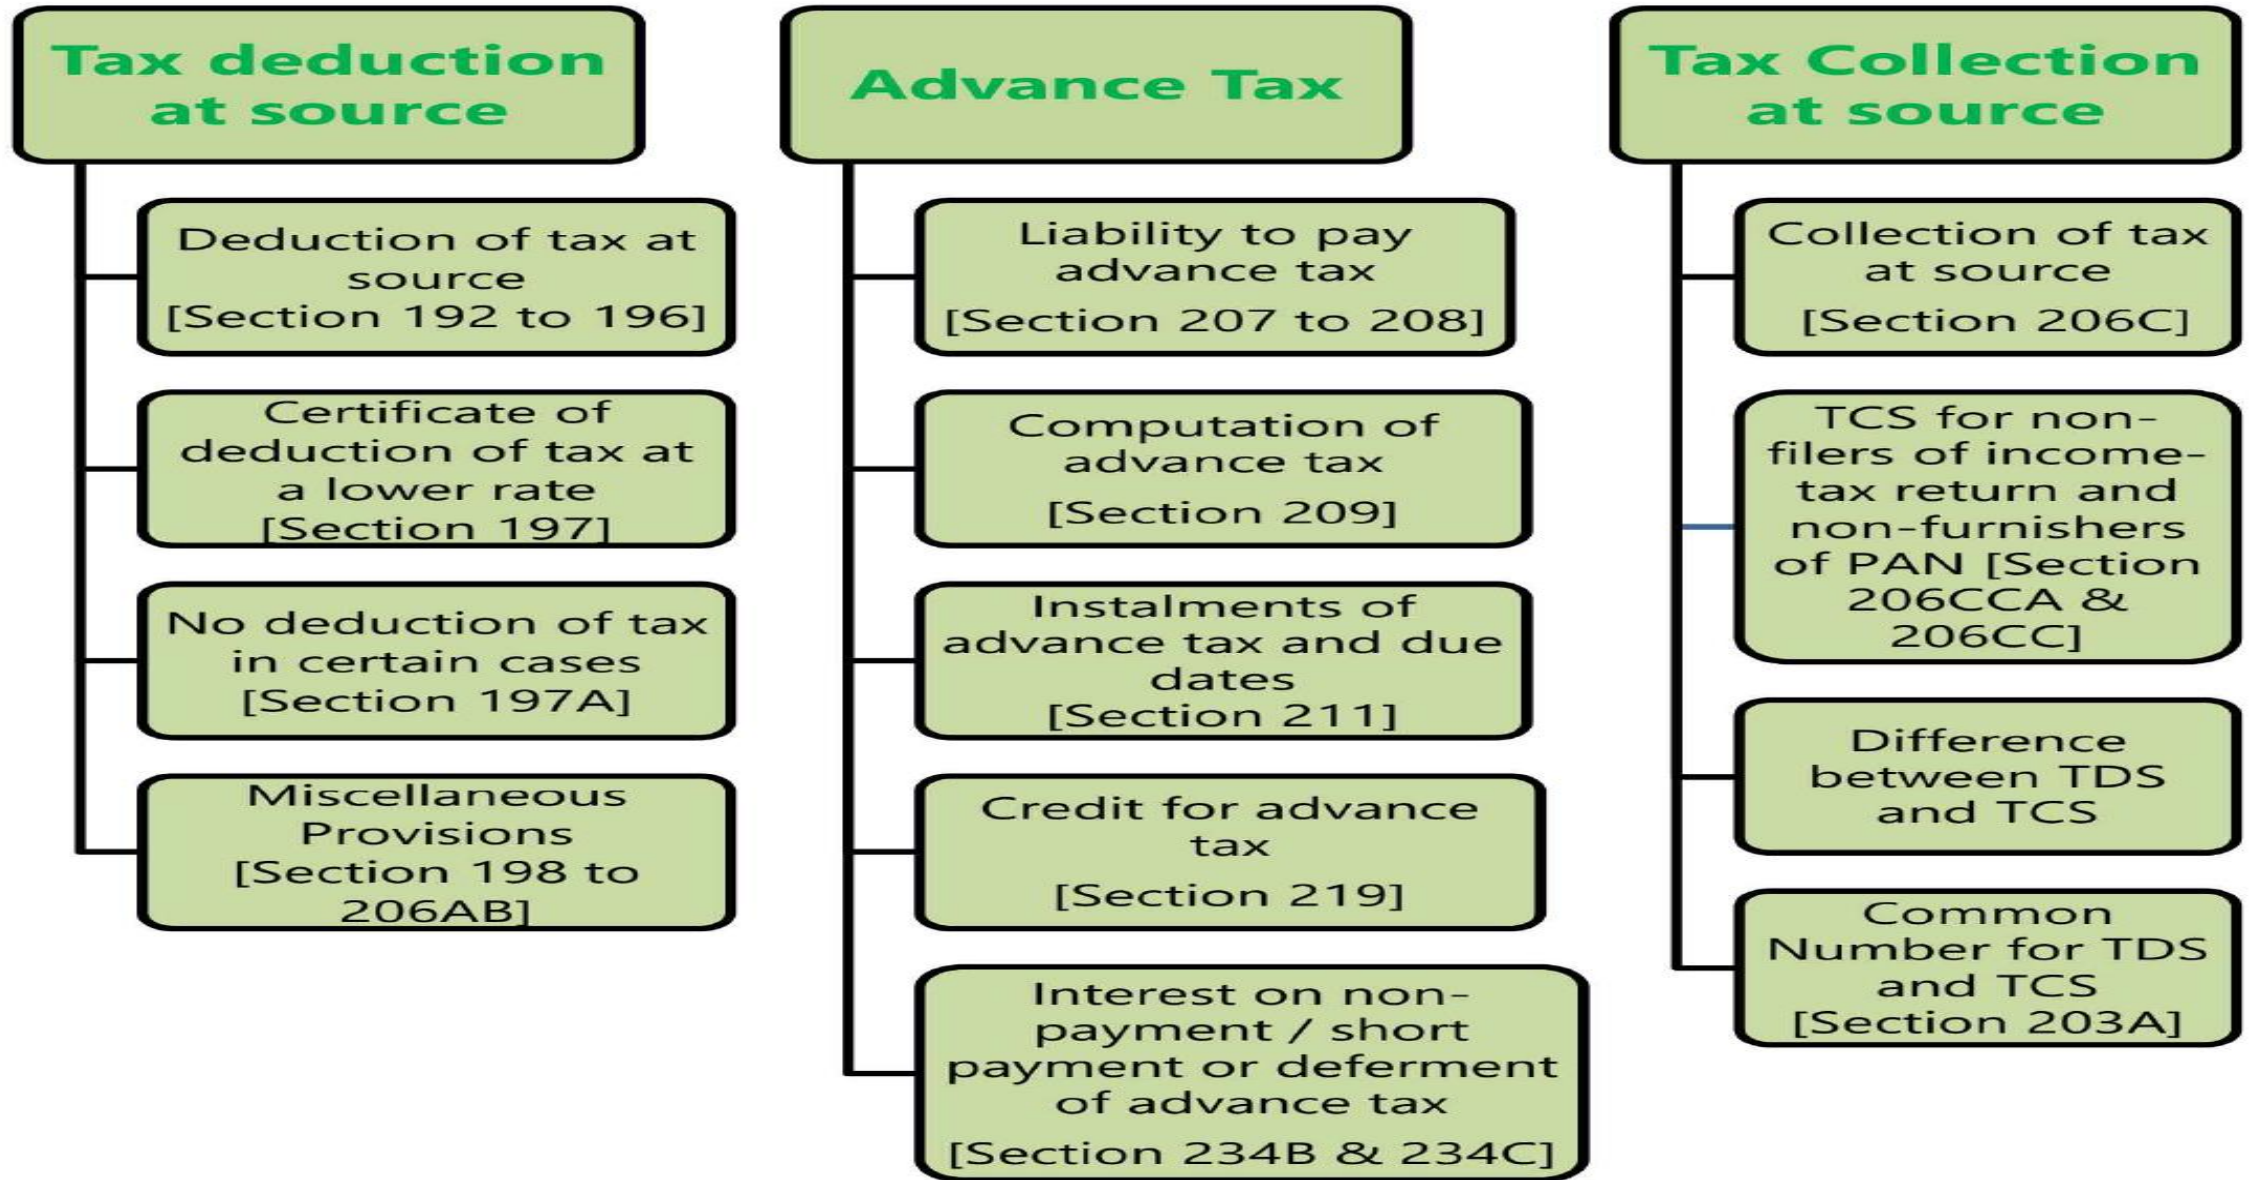 Tax deduction
at source
Deduction of tax at
source
[Section 192 to 196]
Certificate of
deduction of tax at
a lower rate
[Section 197]
No deduction of tax
in certain cases
[Section 197A]
Miscellaneous
Provisions
[Section 198 to
206AB]
Advance Tax
Liability to pay
advance tax
[Section 207 to 208]
Computation of
advance tax
[Section 209]
Instalments of
advance tax and due
dates
[Section 211]
Credit for advance
tax
[Section 219]
Interest on non-
payment / short
payment or deferment
of advance tax
[Section 234B & 234C]
Tax Collection
at source
Collection of tax
at source
[Section 206C]
TCS for non-
filers of income-
tax return and
non-furnishers
of PAN [Section
206CCA &
206CC]
Difference
between TDS
and TCS
Common
Number for TDS
and TCS
[Section 203A]